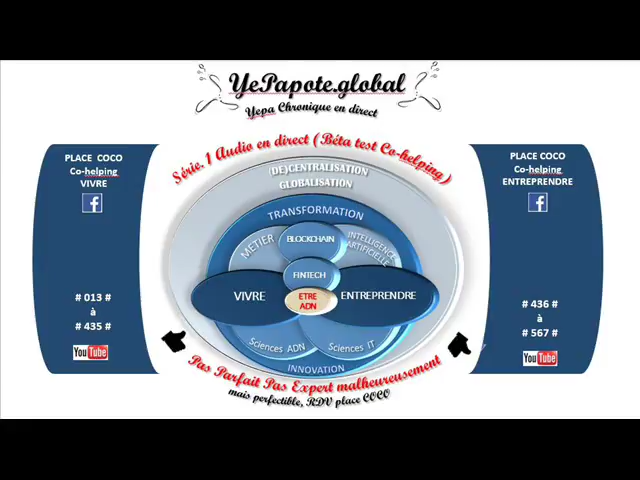 YePapote.global
Yepa Chronique en direct
Série. 1 Audio en direct (Béta test Co-helping)
PLACE COCO
Co-helping
VIVRE
# 013 #
à
# 435 #
YouTube
(DE)CENTRALISATION
GLOBALISATION
TRANSFORMATION
METIER
BLOCKCHAIN
INTELLIGENCE
ARTIFICIELLE
FINTECH
VIVRE
ETRE
ADN
ENTREPRENDRE
Sciences ADN
Sciences IT
INNOVATION
PLACE COCO
Co-helping
ENTREPRENDRE
# 436 #
à
# 567 #
YouTube
Pas Parfait Pas Expert malheureusement
mais perfectible, RDV place COCO